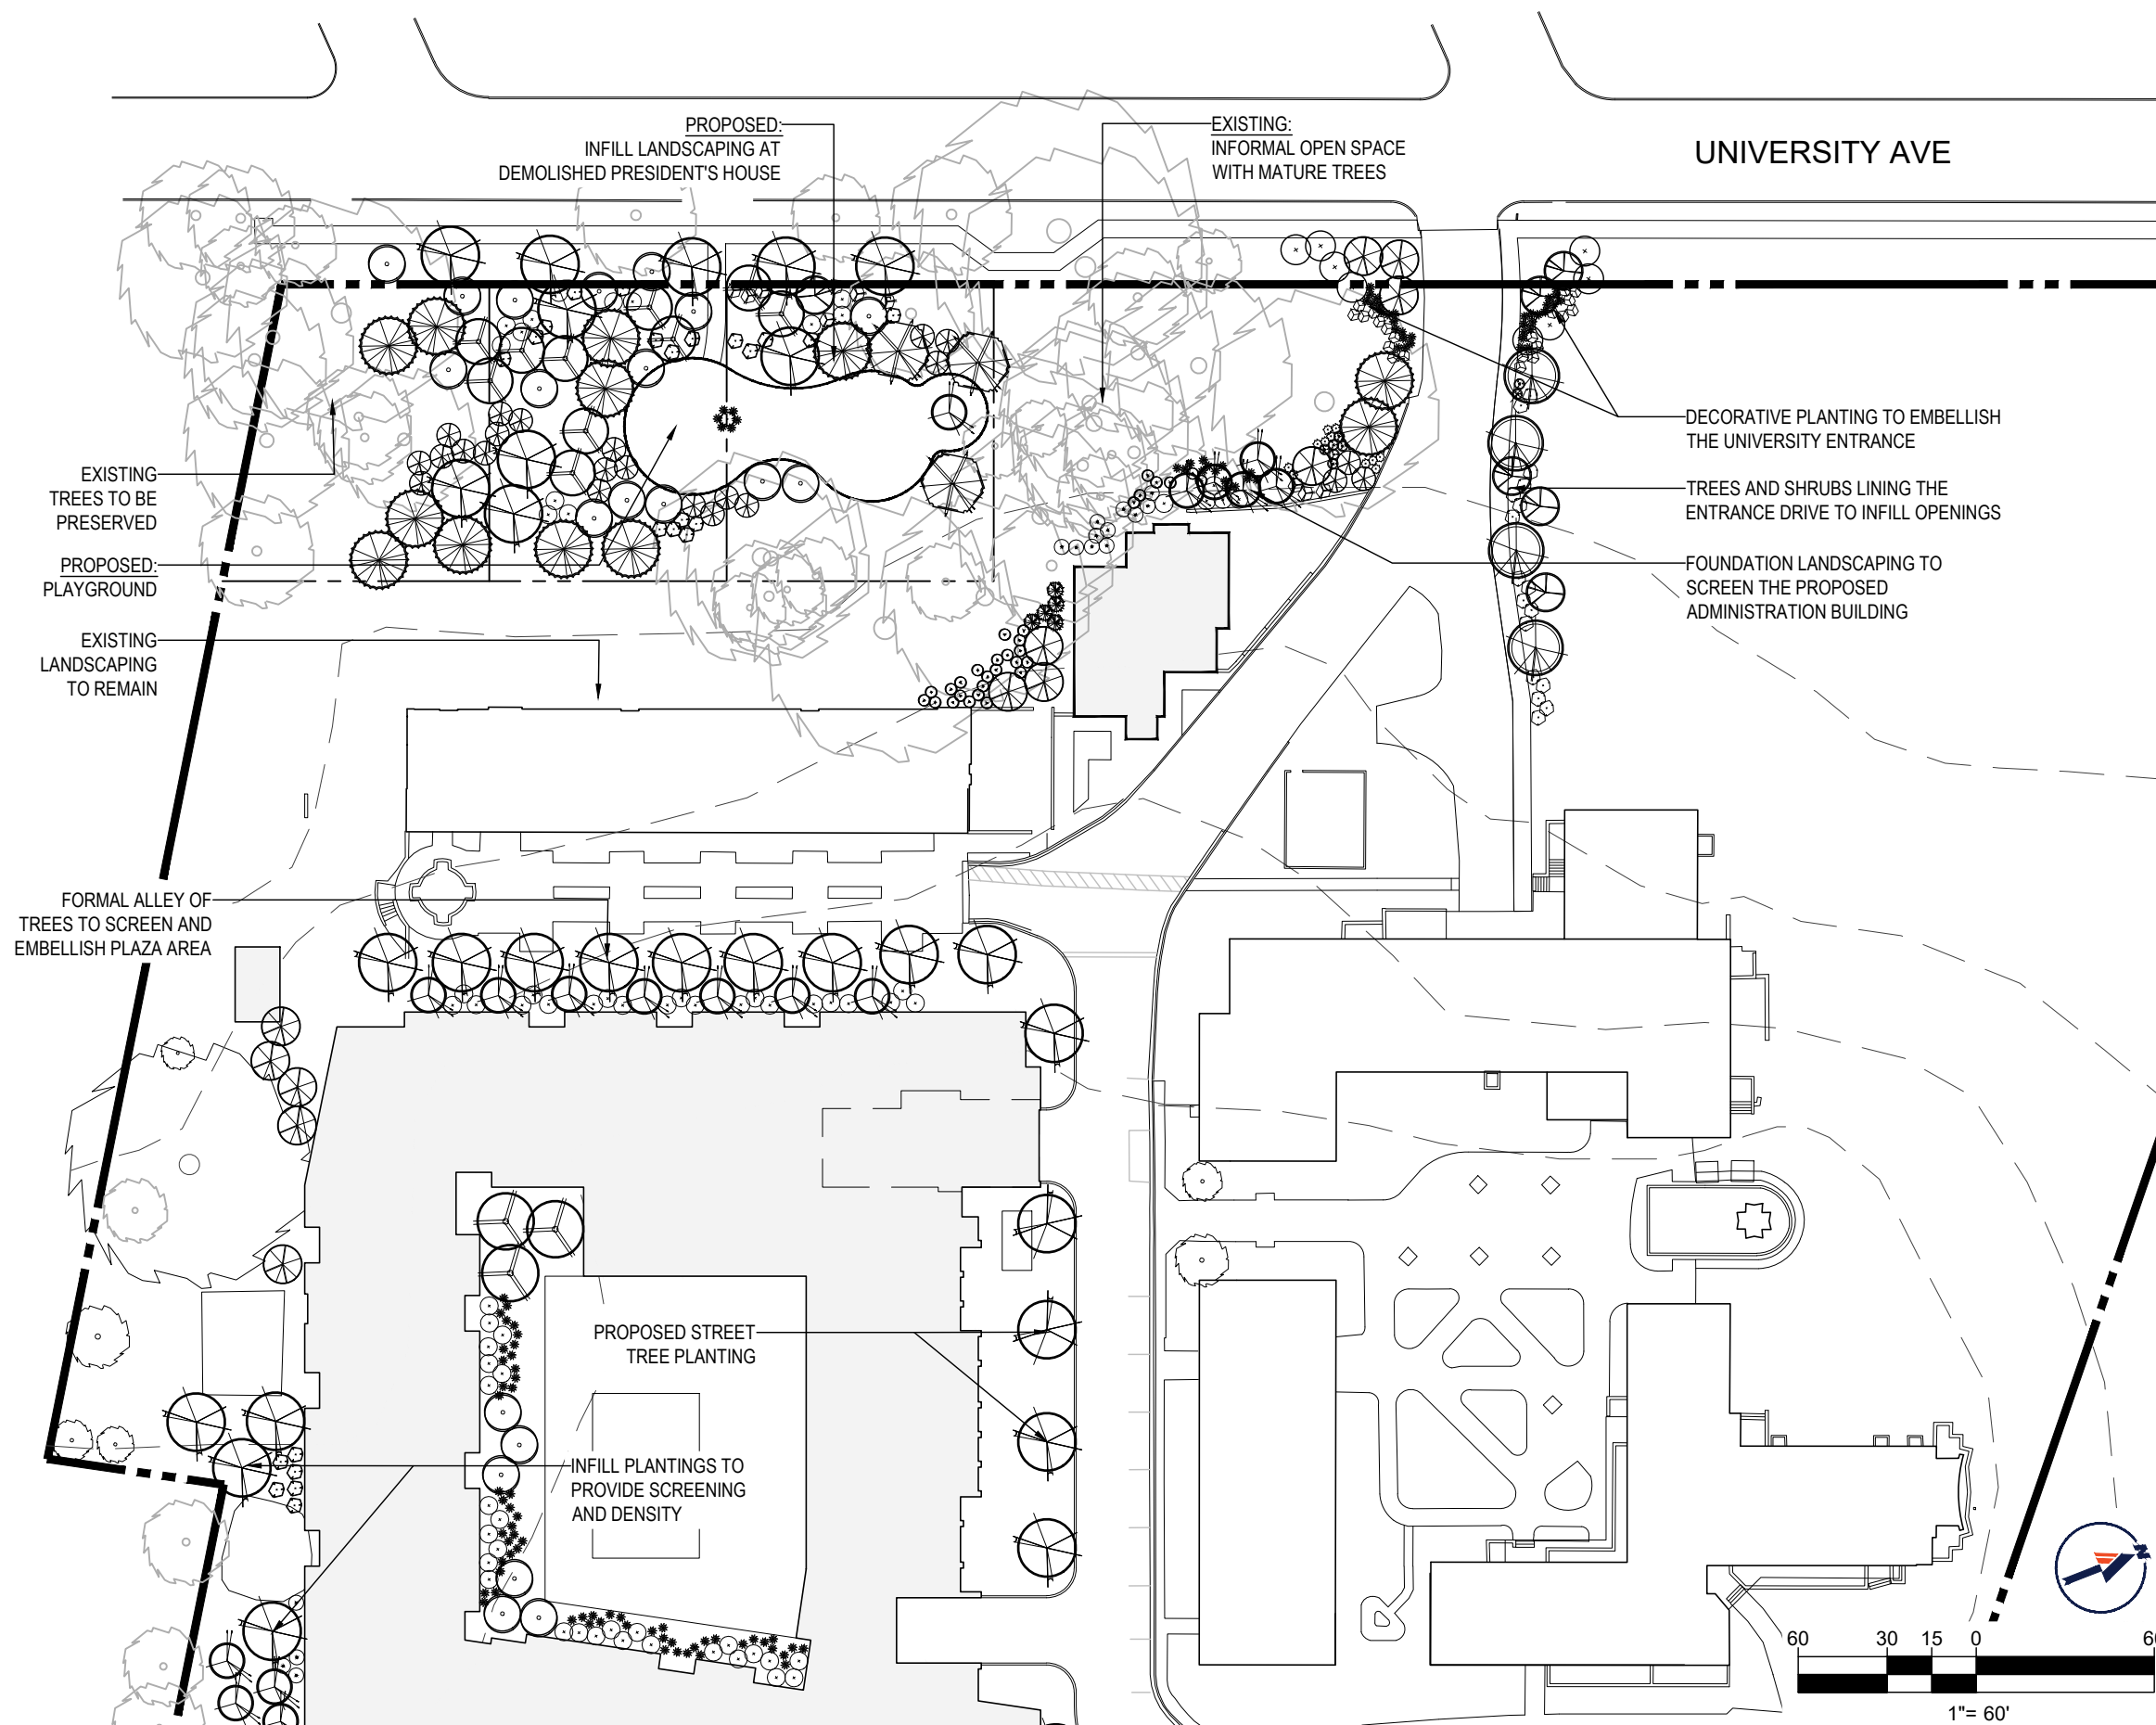 PROPOSED:
INFILL LANDSCAPING AT
DEMOLISHED PRESIDENT'S HOUSE
EXISTING:
INFORMAL OPEN SPACE
WITH MATURE TREES
UNIVERSITY AVE
DECORATIVE PLANTING TO EMBELLISH
THE UNIVERSITY ENTRANCE
EXISTING
TREES TO BE
PRESERVED
TREES AND SHRUBS LINING THE
ENTRANCE DRIVE TO INFILL OPENINGS
PROPOSED:
PLAYGROUND
FOUNDATION LANDSCAPING TO
SCREEN THE PROPOSED
ADMINISTRATION BUILDING
EXISTING
LANDSCAPING
TO REMAIN
FORMAL ALLEY OF
TREES TO SCREEN AND
EMBELLISH PLAZA AREA
PROPOSED STREET
TREE PLANTING
INFILL PLANTINGS TO
PROVIDE SCREENING
AND DENSITY
N
60 30 15 0 60
1"= 60'